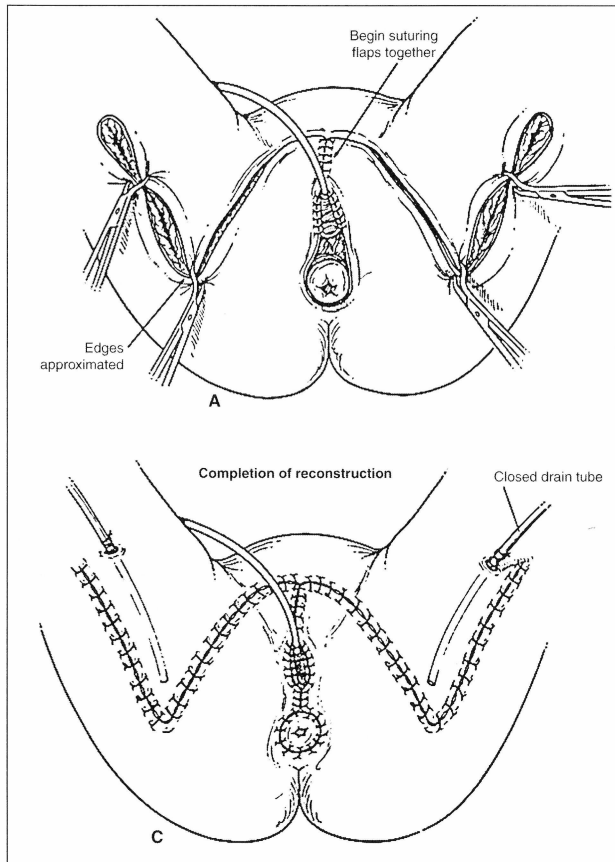 Begin suturing
flaps together
Edges
approximated
A
Completion of reconstruction
Closed drain tube
C